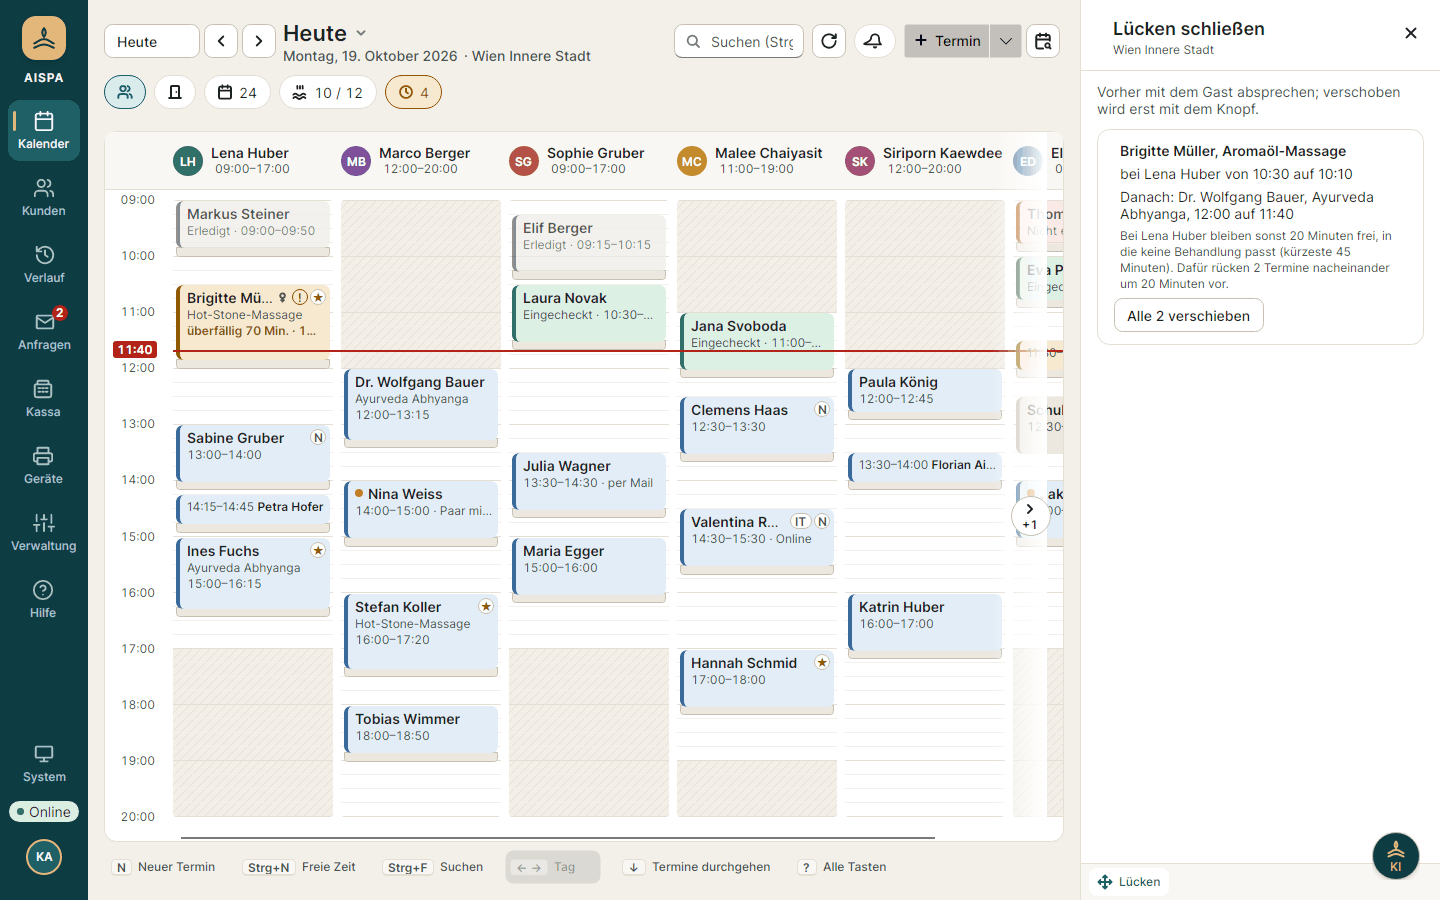 AISPA
Kalender
Kunden
Verlauf
2
Anfragen
Kassa
Geräte
Verwaltung
Hilfe
System
Online
KA
Heute
Heute
Montag, 19. Oktober 2026 · Wien Innere Stadt
Suchen (Strg
Termin
24
10 / 12
4
LH Lena Huber
09:00–17:00
MB Marco Berger
12:00–20:00
SG Sophie Gruber
09:00–17:00
MC Malee Chaiyasit
11:00–19:00
SK Siriporn Kaewdee
12:00–20:00
ED
09:00
10:00
11:00
11:40
12:00
13:00
14:00
15:00
16:00
17:00
18:00
19:00
20:00
Markus Steiner
Erledigt · 09:00–09:50
Brigitte Mü...
Hot-Stone-Massage
überfällig 70 Min. · 1...
Sabine Gruber N
13:00–14:00
14:15–14:45 Petra Hofer
Ines Fuchs
Ayurveda Abhyanga
15:00–16:15
Dr. Wolfgang Bauer
Ayurveda Abhyanga
12:00–13:15
Nina Weiss
14:00–15:00 · Paar mi...
Stefan Koller
Hot-Stone-Massage
16:00–17:20
Tobias Wimmer
18:00–18:50
Elif Berger
Erledigt · 09:15–10:15
Laura Novak
Eingecheckt · 10:30–...
Julia Wagner
13:30–14:30 · per Mail
Maria Egger
15:00–16:00
Jana Svoboda
Eingecheckt · 11:00–...
Clemens Haas N
12:30–13:30
Valentina R... IT N
14:30–15:30 · Online
Hannah Schmid
17:00–18:00
Paula König
12:00–12:45
13:30–14:00 Florian Ai...
Katrin Huber
16:00–17:00
+1
N Neuer Termin
Strg+N Freie Zeit
Strg+F Suchen
← → Tag
↓ Termine durchgehen
? Alle Tasten
Lücken schließen
Wien Innere Stadt
Vorher mit dem Gast absprechen; verschoben
wird erst mit dem Knopf.
Brigitte Müller, Aromaöl-Massage
bei Lena Huber von 10:30 auf 10:10
Danach: Dr. Wolfgang Bauer, Ayurveda
Abhyanga, 12:00 auf 11:40
Bei Lena Huber bleiben sonst 20 Minuten frei, in
die keine Behandlung passt (kürzeste 45
Minuten). Dafür rücken 2 Termine nacheinander
um 20 Minuten vor.
Alle 2 verschieben
Lücken
KI